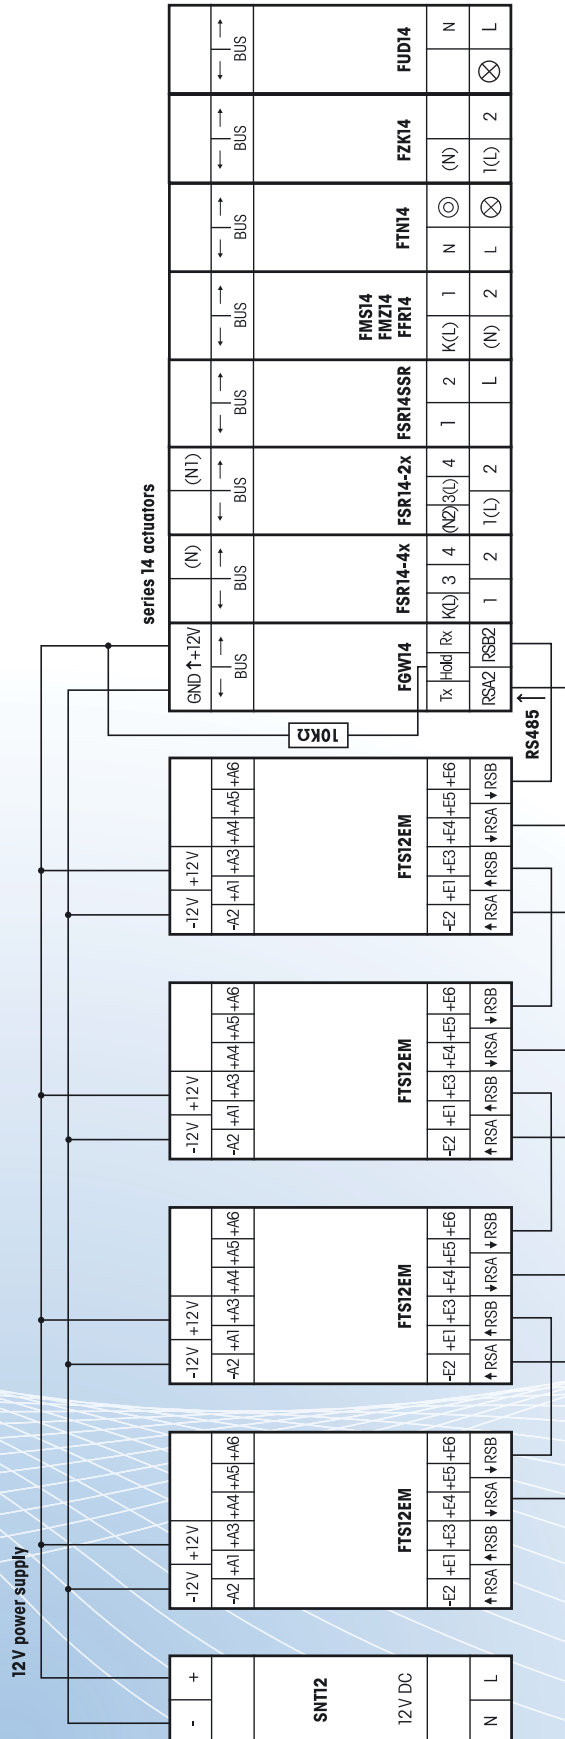 12V power supply
series 14 actuators
- +
SNT12
12V DC
N L
-12V +12V
-A2 +A1 +A3 +A4 +A5 +A6
FTS12EM
-E2 +E1 +E3 +E4 +E5 +E6
↑RSA ↑RSB ↓RSA ↓RSB
-12V +12V
-A2 +A1 +A3 +A4 +A5 +A6
FTS12EM
-E2 +E1 +E3 +E4 +E5 +E6
↑RSA ↑RSB ↓RSA ↓RSB
-12V +12V
-A2 +A1 +A3 +A4 +A5 +A6
FTS12EM
-E2 +E1 +E3 +E4 +E5 +E6
↑RSA ↑RSB ↓RSA ↓RSB
-12V +12V
-A2 +A1 +A3 +A4 +A5 +A6
FTS12EM
-E2 +E1 +E3 +E4 +E5 +E6
↑RSA ↑RSB ↓RSA ↓RSB
10KΩ
RS485
GND ↑+12V
← →
BUS
FGW14
Tx Hold Rx
RSA2 RSB2
(N)
← →
BUS
FSR14-4x
K(L) 3 4
1 2
(N1)
← →
BUS
FSR14-2x
(N2) 3(L) 4
1(L) 2
← →
BUS
FSR14SSR
1 2
L
← →
BUS
FMS14
FMZ14
FFR14
K(L) 1
(N) 2
← →
BUS
FTN14
N
L
← →
BUS
FZK14
(N)
1(L) 2
← →
BUS
FUD14
N
L